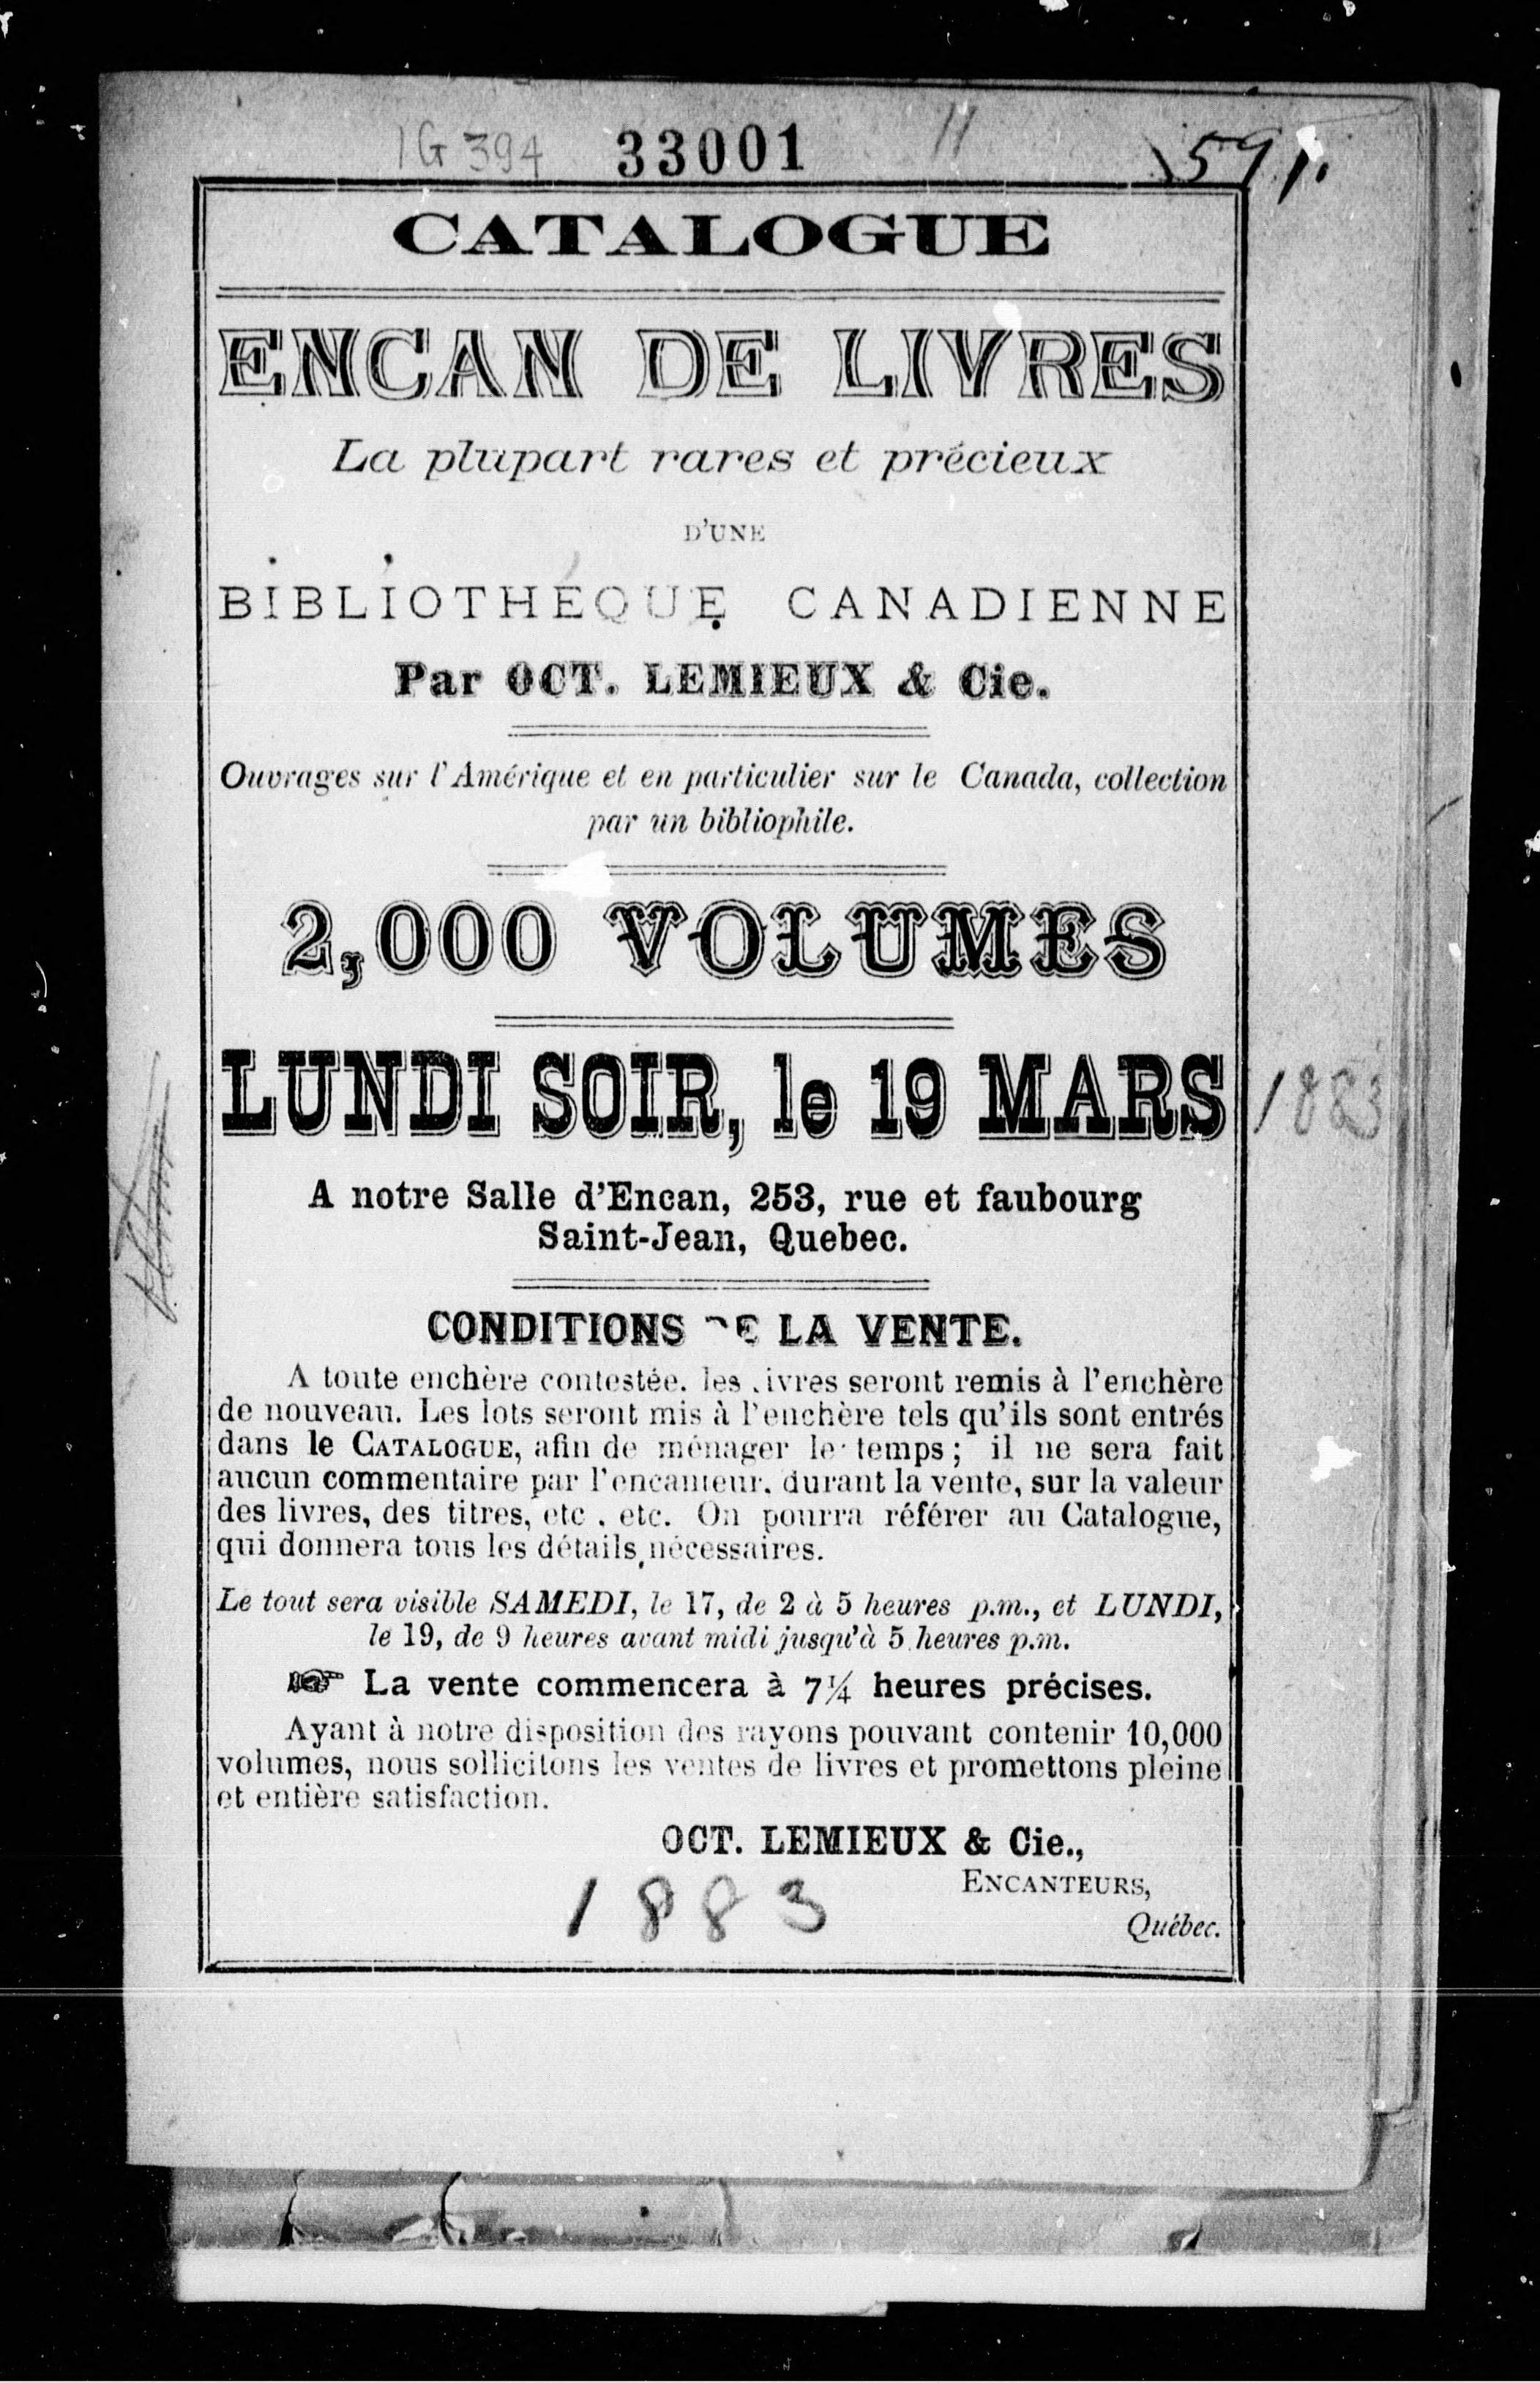 IG 394 33001 11
CATALOGUE
ENCAN DE LIVRES
La plupart rares et précieux
D'UNE
BIBLIOTHÉQUE CANADIENNE
Par OCT. LEMIEUX & Cie.
Ouvrages sur l'Amérique et en particulier sur le Canada, collection
par un bibliophile.
2,000 VOLUMES
LUNDI SOIR, le 19 MARS 1883
A notre Salle d'Encan, 253, rue et faubourg
Saint-Jean, Quebec.
CONDITIONS DE LA VENTE.
A toute enchère contestée, les livres seront remis à l'enchère
de nouveau. Les lots seront mis à l'enchère tels qu'ils sont entrés
dans le CATALOGUE, afin de ménager le temps ; il ne sera fait
aucun commentaire par l'encanteur, durant la vente, sur la valeur
des livres, des titres, etc., etc. On pourra référer au Catalogue,
qui donnera tous les détails nécessaires.
Le tout sera visible SAMEDI, le 17, de 2 à 5 heures p.m., et LUNDI,
le 19, de 9 heures avant midi jusqu'à 5 heures p.m.
☞ La vente commencera à 7¼ heures précises.
Ayant à notre disposition des rayons pouvant contenir 10,000
volumes, nous sollicitons les ventes de livres et promettons pleine
et entière satisfaction.
OCT. LEMIEUX & Cie.,
ENCANTEURS,
1883
Québec.